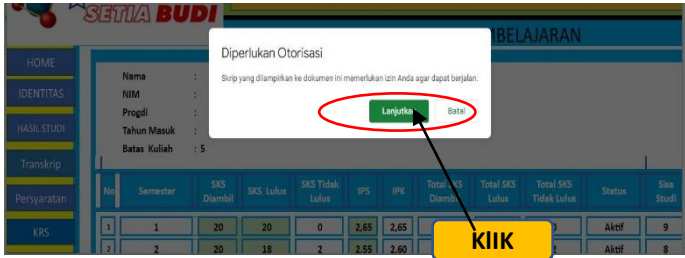 SETIA BUDI
BELAJARAN
Diperlukan Otorisasi
Skrip yang dilampirkan ke dokumen ini memerlukan izin Anda agar dapat berjalan.
Lanjutka
Batal
HOME
IDENTITAS
HASIL STUDI
Transkrip
Persyaratan
KRS
Nama :
NIM :
Progdi :
Tahun Masuk :
Batas Kuliah : 5
No Semester SKS Diambil SKS Lulus SKS Tidak Lulus IPS IPK Total SKS Diambil Total SKS Lulus Total SKS Tidak Lulus Status Sisa Studi
1 1 20 20 0 2,65 2,65 Aktif 9
2 2 20 18 2 2.55 2.60 Aktif 8
KlIK